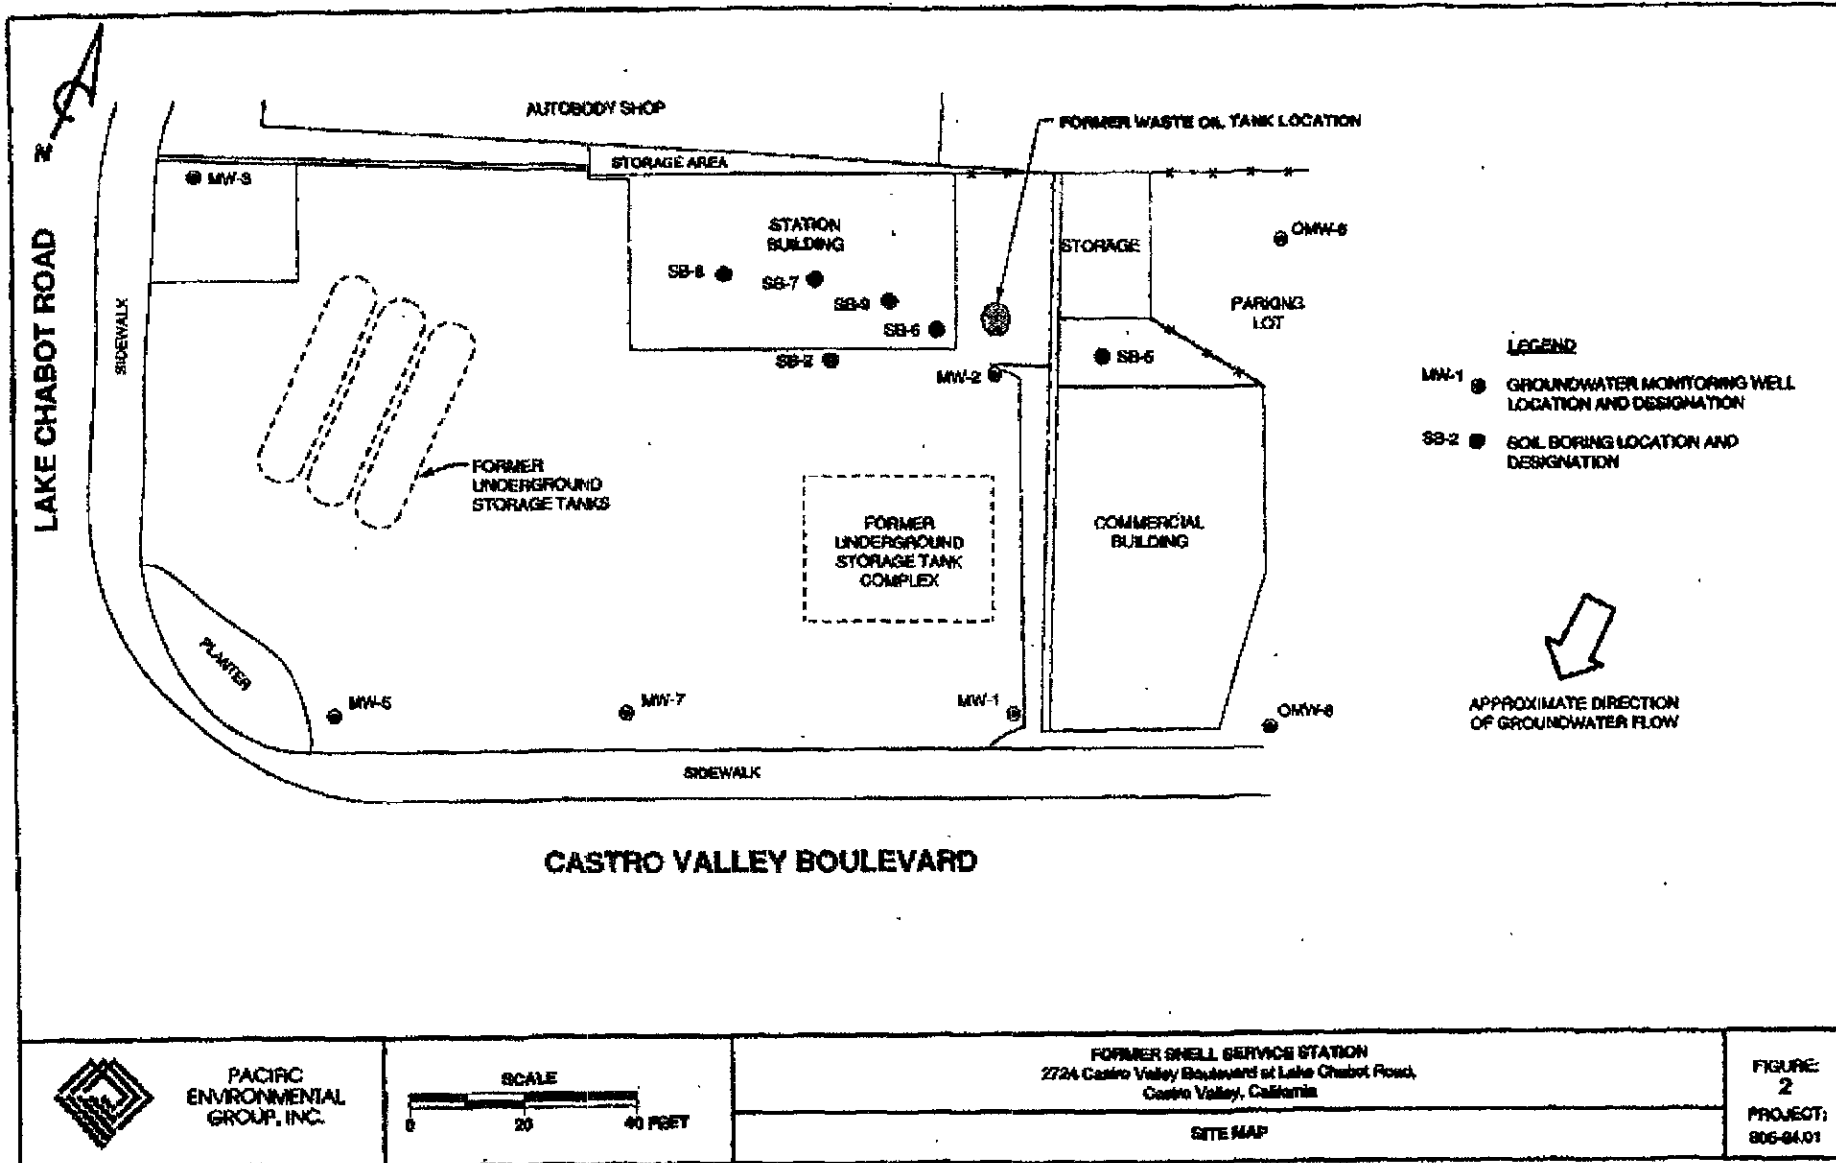 N
AUTOBODY SHOP
FORMER WASTE OIL TANK LOCATION
STORAGE AREA
MW-3
STATION
BUILDING
STORAGE
OMW-6
SB-8
SB-7
SB-9
SB-6
PARKING
LOT
SB-2
MW-2
SB-5
LAKE CHABOT ROAD
SIDEWALK
LEGEND
MW-1 GROUNDWATER MONITORING WELL
LOCATION AND DESIGNATION
SB-2 SOIL BORING LOCATION AND
DESIGNATION
FORMER
UNDERGROUND
STORAGE TANKS
FORMER
UNDERGROUND
STORAGE TANK
COMPLEX
COMMERCIAL
BUILDING
PLANTER
MW-5
MW-7
MW-1
OMW-8
APPROXIMATE DIRECTION
OF GROUNDWATER FLOW
SIDEWALK
CASTRO VALLEY BOULEVARD
PACIFIC
ENVIRONMENTAL
GROUP, INC.
SCALE
0 20 40 FEET
FORMER SHELL SERVICE STATION
2724 Castro Valley Boulevard at Lake Chabot Road,
Castro Valley, California
SITE MAP
FIGURE:
2
PROJECT: